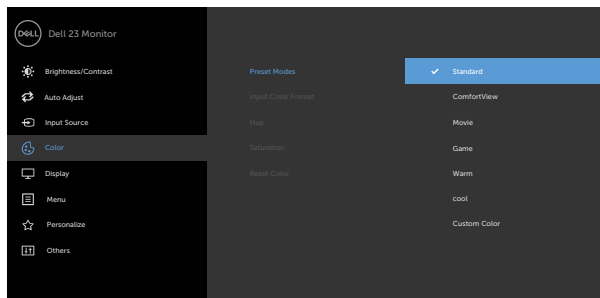 DELL Dell 23 Monitor
Brightness/Contrast
Auto Adjust
Input Source
Color
Display
Menu
Personalize
Others
Preset Modes
Input Color Format
Hue
Saturation
Reset Color
Standard
ComfortView
Movie
Game
Warm
cool
Custom Color